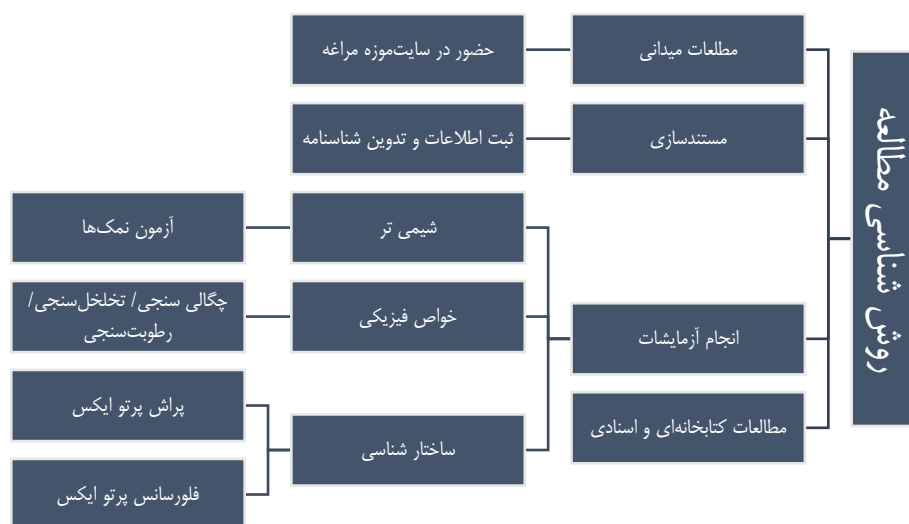 روش شناسی مطالعه
مطلعات میدانی
حضور در سایت‌موزه مراغه
مستندسازی
ثبت اطلاعات و تدوین شناسنامه
انجام آزمایشات
شیمی تر
آزمون نمک‌ها
خواص فیزیکی
چگالی سنجی/ تخلخل‌سنجی/
رطوبت‌سنجی
ساختار شناسی
پراش پرتو ایکس
فلورسانس پرتو ایکس
مطالعات کتابخانه‌ای و اسنادی